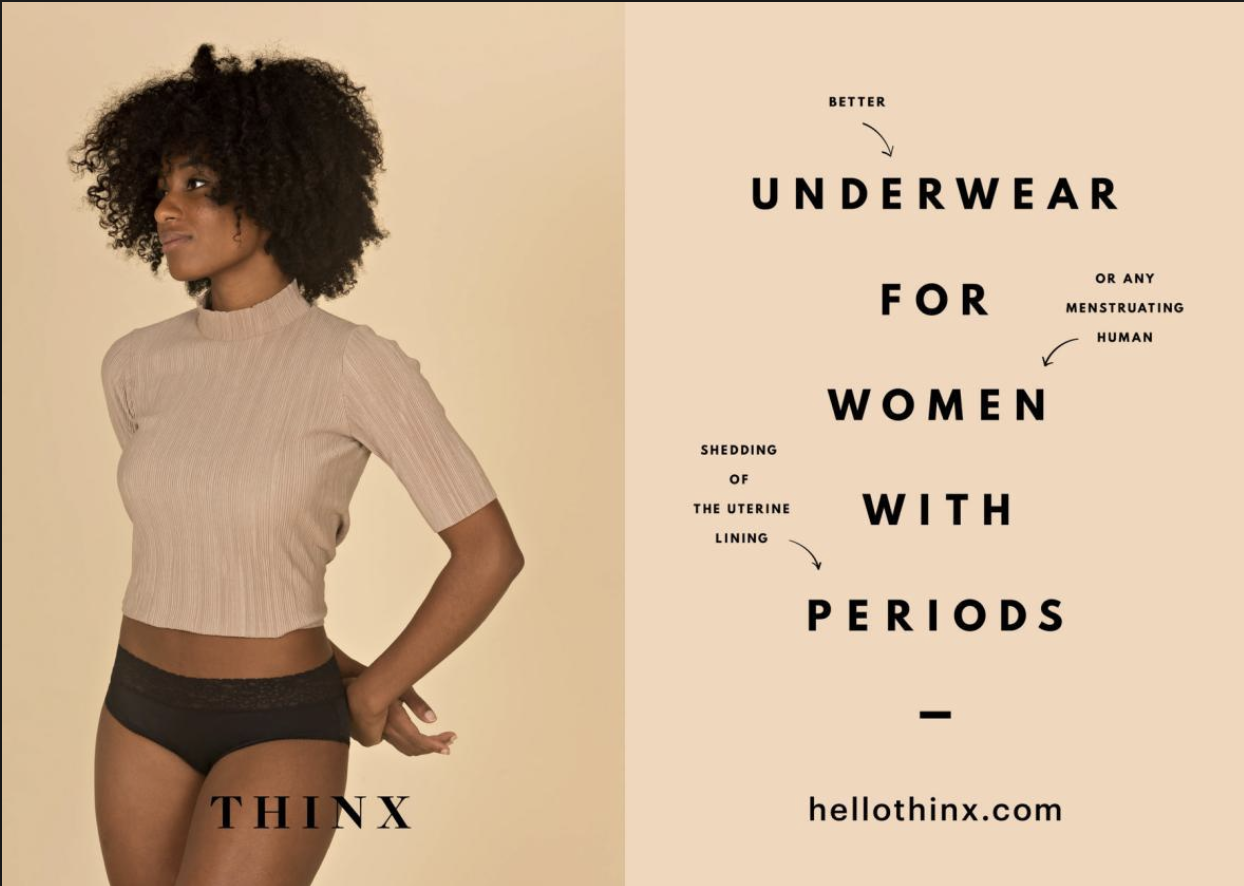 THINX
BETTER
UNDERWEAR
FOR
OR ANY
MENSTRUATING
HUMAN
WOMEN
SHEDDING
OF
THE UTERINE
LINING
WITH
PERIODS
hellothinx.com